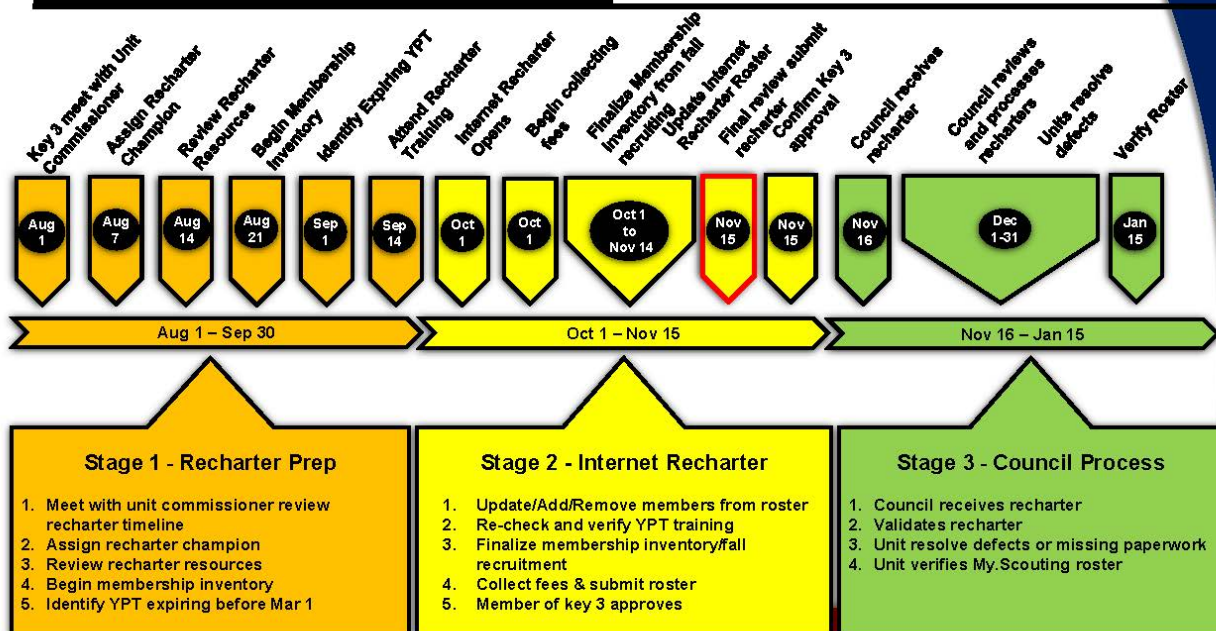 Key 3 meet with Unit
Commissioner
Assign Recharter
Champion
Review Recharter
Resources
Begin Membership
Inventory
Identify Expiring YPT
Attend Recharter
Training
Internet Recharter
Opens
Begin collecting
fees
Finalize Membership
Inventory from fall
recruiting
Update Internet
Recharter Roster
Final review submit
recharter
Confirm Key 3
approval
Council receives
recharter
Council reviews
and processes
recharters
Units resolve
defects
Verify Roster
Aug
1
Aug
7
Aug
14
Aug
21
Sep
1
Sep
14
Oct
1
Oct
1
Oct 1
to
Nov 14
Nov
15
Nov
15
Nov
16
Dec
1-31
Jan
15
Aug 1 – Sep 30
Oct 1 – Nov 15
Nov 16 – Jan 15
Stage 1 - Recharter Prep
1. Meet with unit commissioner review
recharter timeline
2. Assign recharter champion
3. Review recharter resources
4. Begin membership inventory
5. Identify YPT expiring before Mar 1
Stage 2 - Internet Recharter
1. Update/Add/Remove members from roster
2. Re-check and verify YPT training
3. Finalize membership inventory/fall
recruitment
4. Collect fees & submit roster
5. Member of key 3 approves
Stage 3 - Council Process
1. Council receives recharter
2. Validates recharter
3. Unit resolve defects or missing paperwork
4. Unit verifies My.Scouting roster